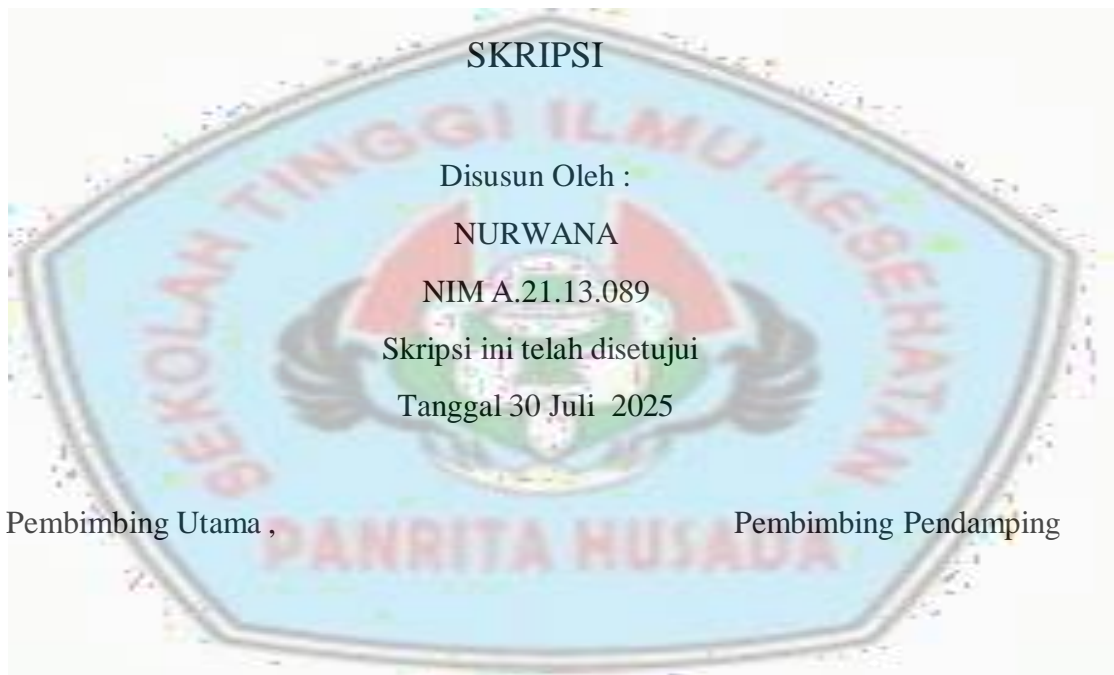 SKRIPSI
SEKOLAH TINGGI ILMU KESEHATAN
Disusun Oleh :
NURWANA
NIM A.21.13.089
Skripsi ini telah disetujui
Tanggal 30 Juli 2025
Pembimbing Utama , Pembimbing Pendamping
PANRITA HUSADA